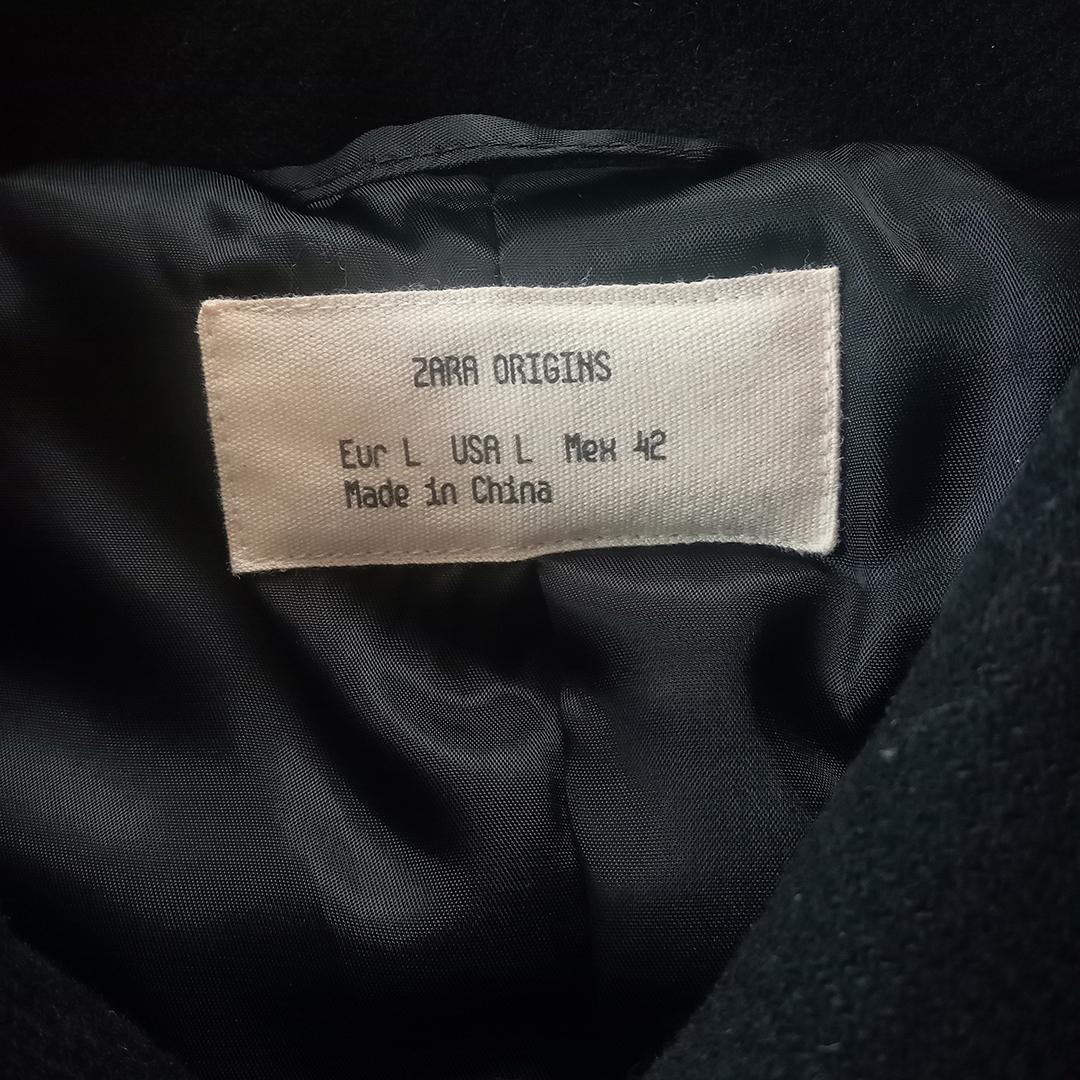 ZARA ORIGINS
Eur L USA L Mex 42
Made in China